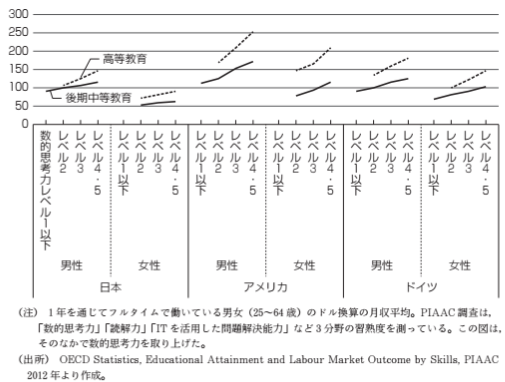 300
250
200
150
100
50
0
高等教育
後期中等教育
数的思考力レベル1以下
レベル2
レベル3
レベル4・5
レベル1以下
レベル2
レベル3
レベル4・5
レベル1以下
レベル2
レベル3
レベル4・5
レベル1以下
レベル2
レベル3
レベル4・5
レベル1以下
レベル2
レベル3
レベル4・5
レベル1以下
レベル2
レベル3
レベル4・5
男性 女性 男性 女性 男性 女性
日本 アメリカ ドイツ
(注) 1年を通じてフルタイムで働いている男女(25〜64歳)のドル換算の月収平均。PIAAC調査は,
「数的思考力」「読解力」「ITを活用した問題解決能力」など3分野の習熟度を測っている。この図は,
そのなかで数的思考力を取り上げた。
(出所) OECD Statistics, Educational Attainment and Labour Market Outcome by Skills, PIAAC
2012年より作成。